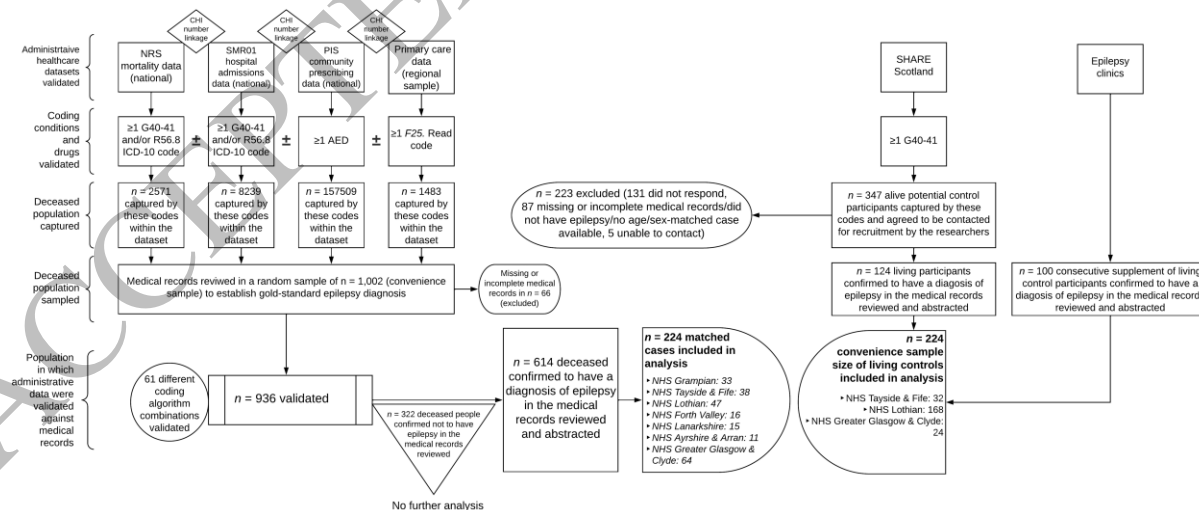 CHI
number
linkage
CHI
number
linkage
CHI
number
linkage
Administrtaive
healthcare
datasets
validated
NRS
mortality data
(national)
SMR01
hospital
admissions
data (national)
PIS
community
prescribing
data (national)
Primary care
data
(regional
sample)
SHARE
Scotland
Epilepsy
clinics
Coding
conditions
and
drugs
validated
≥1 G40-41
and/or R56.8
ICD-10 code
±
≥1 G40-41
and/or R56.8
ICD-10 code
±
≥1 AED
±
≥1 F25. Read
code
≥1 G40-41
Deceased
population
captured
n = 2571
captured by
these codes
within the
dataset
n = 8239
captured by
these codes
within the
dataset
n = 157509
captured by
these codes
within the
dataset
n = 1483
captured by
these codes
within the
dataset
n = 223 excluded (131 did not respond,
87 missing or incomplete medical records/did
not have epilepsy/no age/sex-matched case
available, 5 unable to contact)
n = 347 alive potential control
participants captured by these
codes and agreed to be contacted
for recruitment by the researchers
Deceased
population
sampled
Medical records reviwed in a random sample of n = 1,002 (convenience
sample) to establish gold-standard epilepsy diagnosis
Missing or
incomplete medical
records in n = 66
(excluded)
n = 124 living participants
confirmed to have a diagosis of
epilepsy in the medical records
reviewed and abstracted
n = 100 consecutive supplement of living
control participants confirmed to have a
diagosis of epilepsy in the medical records
reviewed and abstracted
Population
in which
administrative
data were
validated
against
medical
records
61 different
coding
algorithm
combinations
validated
n = 936 validated
n = 322 deceased people
confirmed not to have
epilepsy in the
medical records
reviewed
No further analysis
n = 614 deceased
confirmed to have a
diagnosis of epilepsy
in the medical
records reviewed
and abstracted
n = 224 matched
cases included in
analysis
‣ NHS Grampian: 33
‣ NHS Tayside & Fife: 38
‣ NHS Lothian: 47
‣ NHS Forth Valley: 16
‣ NHS Lanarkshire: 15
‣ NHS Ayrshire & Arran: 11
‣ NHS Greater Glasgow &
Clyde: 64
n = 224
convenience sample
size of living controls
included in analysis
‣ NHS Tayside & Fife: 32
‣ NHS Lothian: 168
‣ NHS Greater Glasgow & Clyde:
24
ACCEPTE